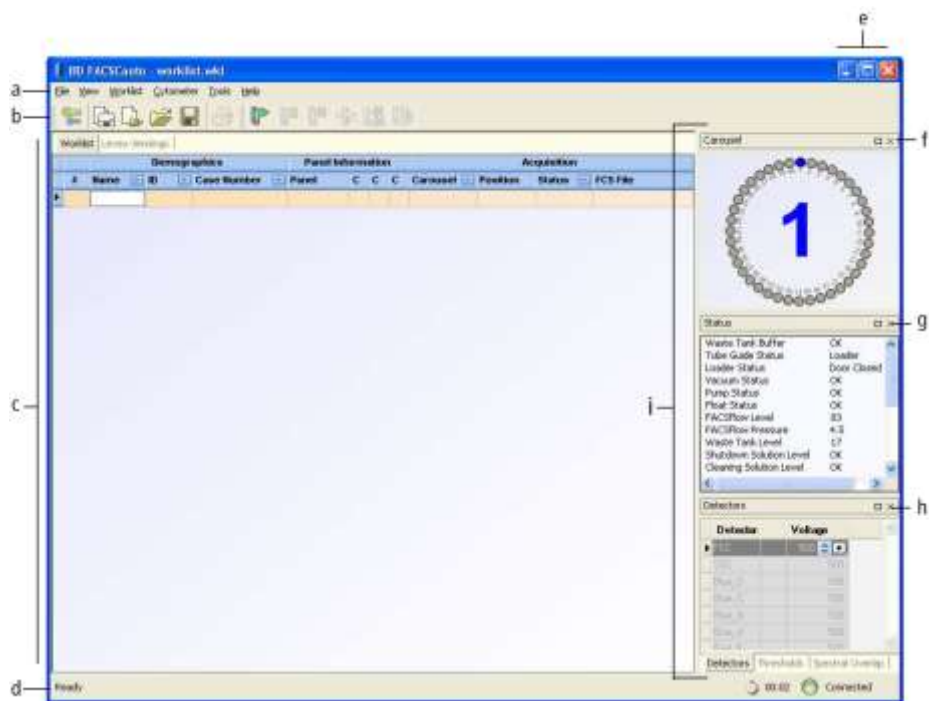 e
BD FACSCanto - worklist.wkl
a
File View Worklist Cytometer Tools Help
b
Worklist
Carousel
f
Demographics Panel Information Acquisition
# Name ID Case Number Panel C C C Carousel Position Status FCS File
1
Status
g
Waste Tank Buffer OK
Tube Guide Status Loader
Loader Status Door Closed
Vacuum Status OK
Pump Status OK
Float Status OK
FACSFlow Level 83
FACSFlow Pressure 4.5
Waste Tank Level 17
Shutdown Solution Level OK
Cleaning Solution Level OK
c
i
Detectors
h
Detector Voltage
Detectors Thresholds Spectral Overlap
d
Ready
00:02 Connected